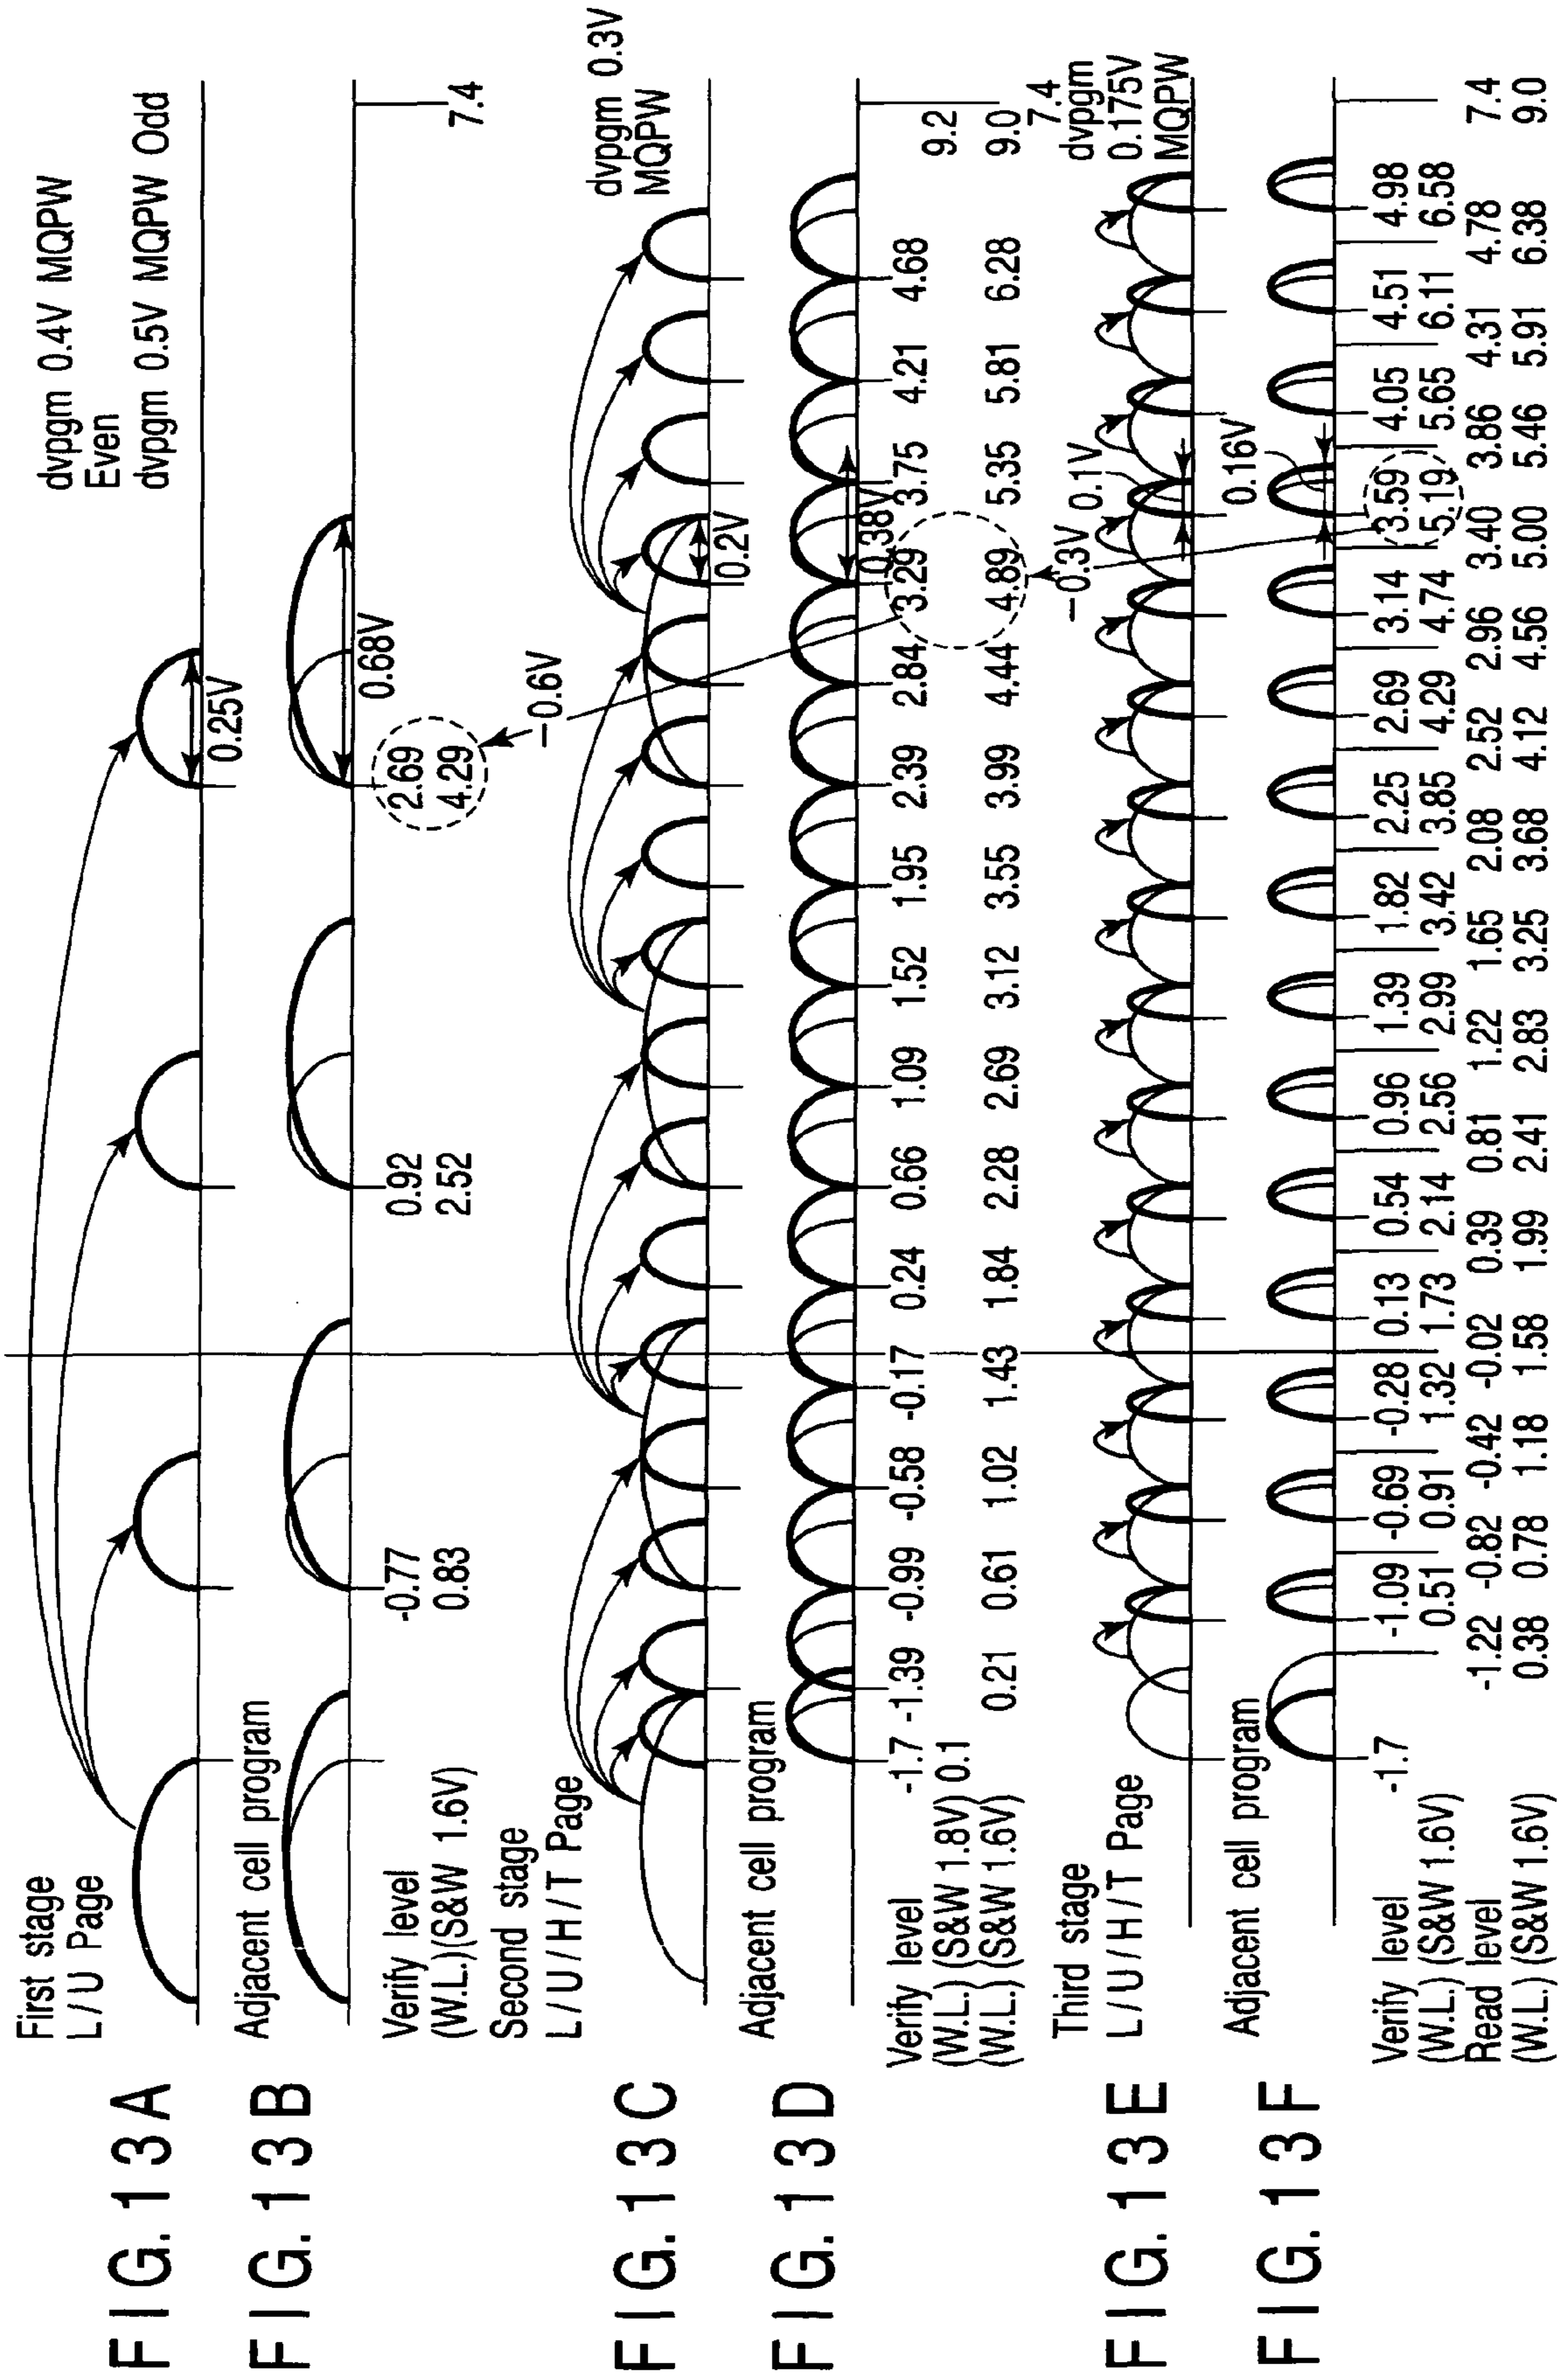 First stage
L/U Page
dvpgm 0.4V MQPW
Even
dvpgm 0.5V MQPW Odd
FIG.13A
0.25V
Adjacent cell program
FIG.13B
0.68V
7.4
Verify level
(W.L.)(S&W 1.6V)
-0.77 0.92 2.69
0.83 2.52 4.29
-0.6V
Second stage
L/U/H/T Page
dvpgm 0.3V
MQPW
FIG.13C
0.2V
Adjacent cell program
FIG.13D
0.38V
Verify level
-1.7 -1.39 -0.99 -0.58 -0.17 0.24 0.66 1.09 1.52 1.95 2.39 2.84 3.29 3.75 4.21 4.68
(W.L.) (S&W 1.8V) 0.1 9.2
(W.L.) (S&W 1.6V) 0.21 0.61 1.02 1.43 1.84 2.28 2.69 3.12 3.55 3.99 4.44 4.89 5.35 5.81 6.28 9.0
-0.3V
7.4
Third stage
L/U/H/T Page
dvpgm
0.175V
MQPW
FIG.13E
0.1V
Adjacent cell program
FIG.13F
0.16V
Verify level
-1.7 -1.09 -0.69 -0.28 0.13 0.54 0.96 1.39 1.82 2.25 2.69 3.14 3.59 4.05 4.51 4.98
(W.L.) (S&W 1.6V) 0.51 0.91 1.32 1.73 2.14 2.56 2.99 3.42 3.85 4.29 4.74 5.19 5.65 6.11 6.58
Read level
-1.22 -0.82 -0.42 -0.02 0.39 0.81 1.22 1.65 2.08 2.52 2.96 3.40 3.86 4.31 4.78 7.4
(W.L.) (S&W 1.6V) 0.38 0.78 1.18 1.58 1.99 2.41 2.83 3.25 3.68 4.12 4.56 5.00 5.46 5.91 6.38 9.0